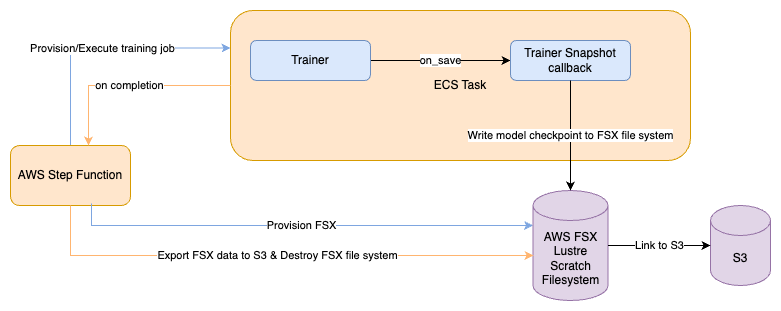 Provision/Execute training job
Trainer
on_save
Trainer Snapshot
callback
ECS Task
on completion
Write model checkpoint to FSX file system
AWS Step Function
Provision FSX
Export FSX data to S3 & Destroy FSX file system
AWS FSX
Lustre
Scratch
Filesystem
Link to S3
S3